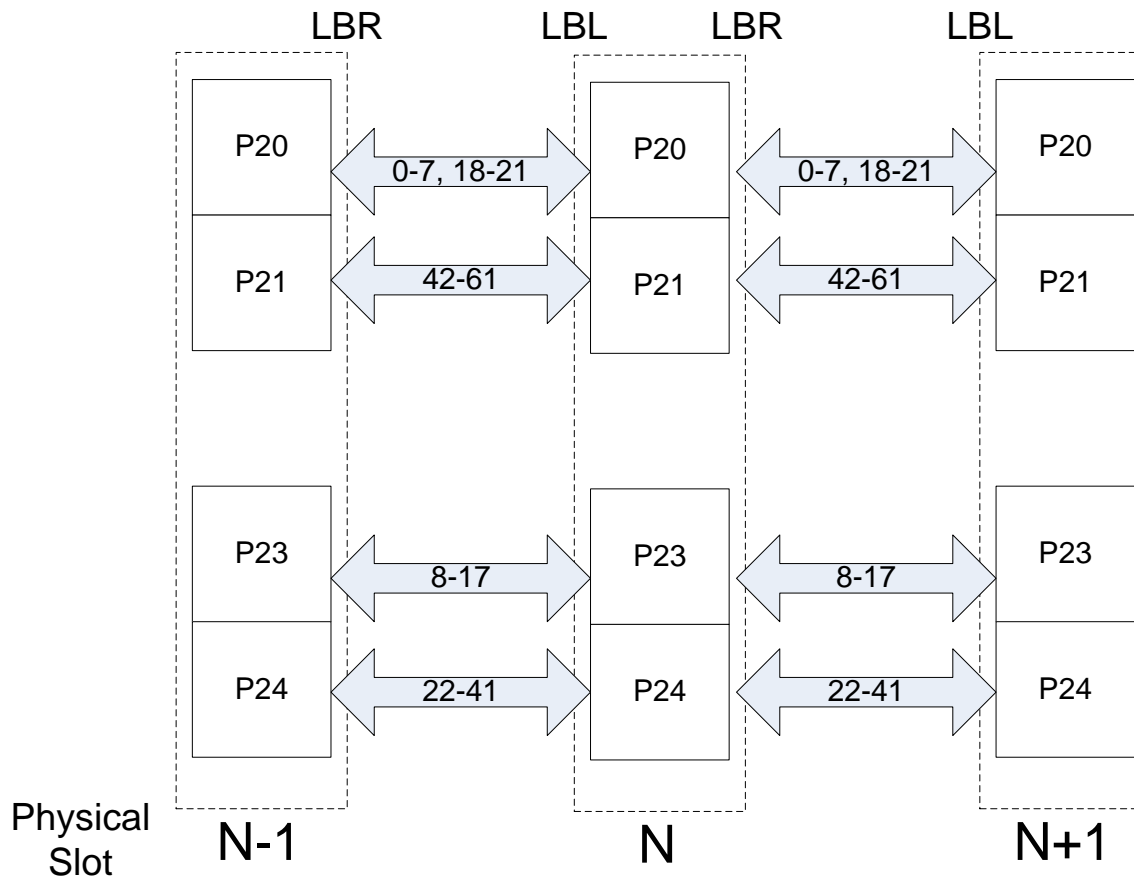 LBR LBL LBR LBL
P20 0-7, 18-21 P20 0-7, 18-21 P20
P21 42-61 P21 42-61 P21
P23 8-17 P23 8-17 P23
P24 22-41 P24 22-41 P24
Physical
Slot
N-1 N N+1